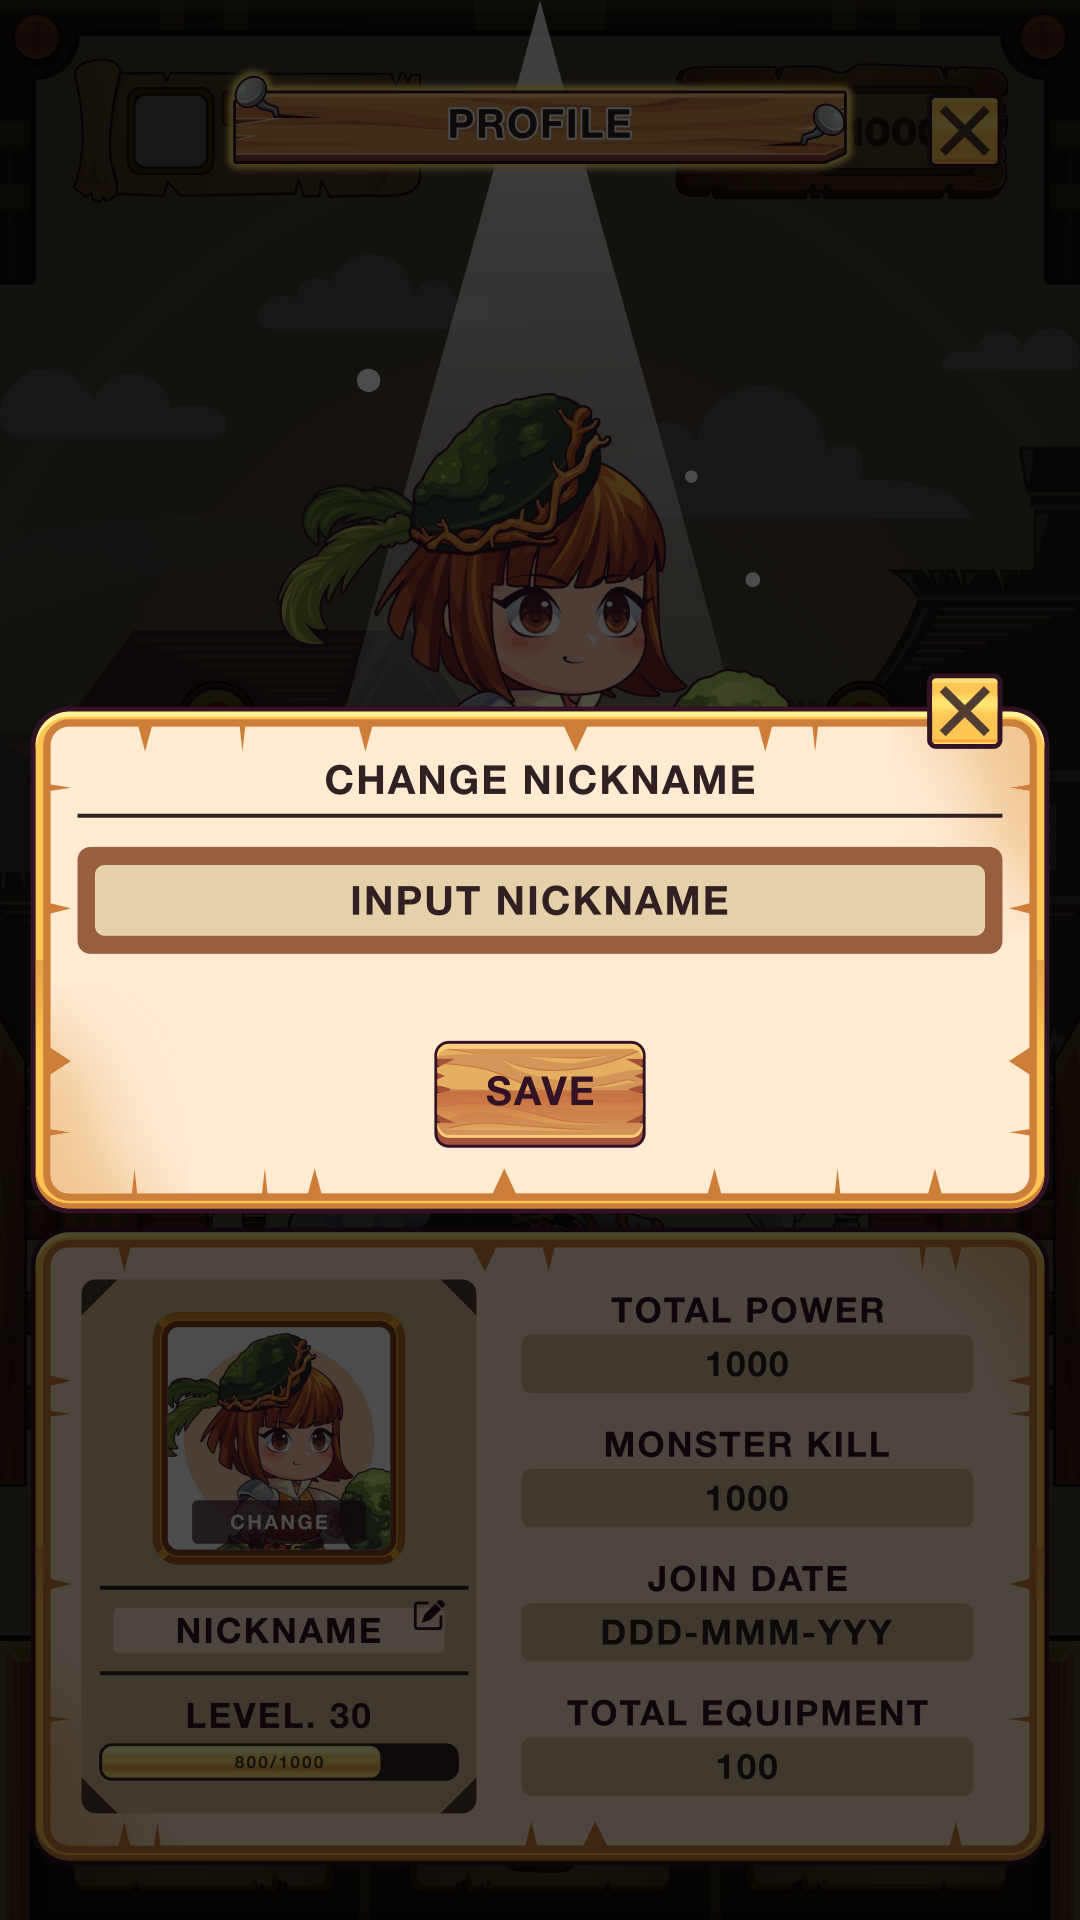 PROFILE
CHANGE NICKNAME
INPUT NICKNAME
SAVE
TOTAL POWER
1000
MONSTER KILL
1000
CHANGE
JOIN DATE
NICKNAME
DDD-MMM-YYY
LEVEL. 30
TOTAL EQUIPMENT
800/1000
100